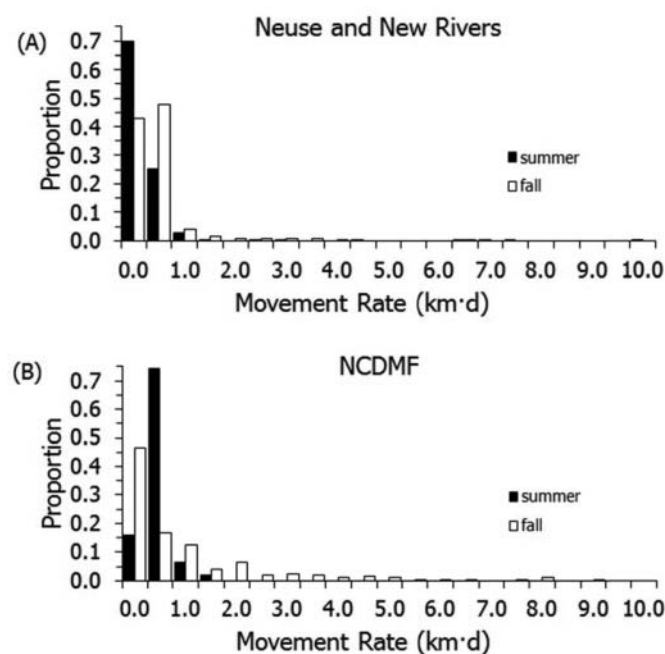 (A)
Neuse and New Rivers
0.7
0.6
0.5
0.4
0.3
0.2
0.1
0.0
Proportion
summer
fall
0.0 1.0 2.0 3.0 4.0 5.0 6.0 7.0 8.0 10.0
Movement Rate (km·d)
(B)
NCDMF
0.7
0.6
0.5
0.4
0.3
0.2
0.1
0.0
Proportion
summer
fall
0.0 1.0 2.0 3.0 4.0 5.0 6.0 7.0 8.0 10.0
Movement Rate (km·d)